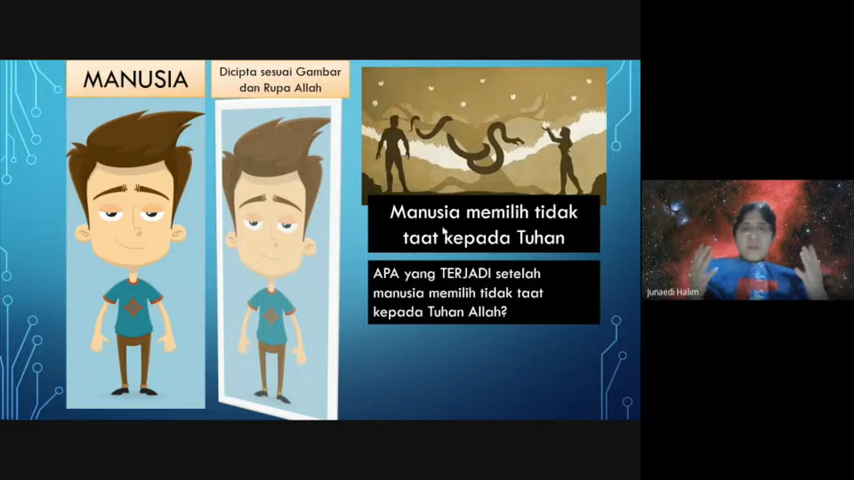 MANUSIA
Dicipta sesuai Gambar
dan Rupa Allah
Manusia memilih tidak
taat kepada Tuhan
APA yang TERJADI setelah
manusia memilih tidak taat
kepada Tuhan Allah?
Junaedi Halim